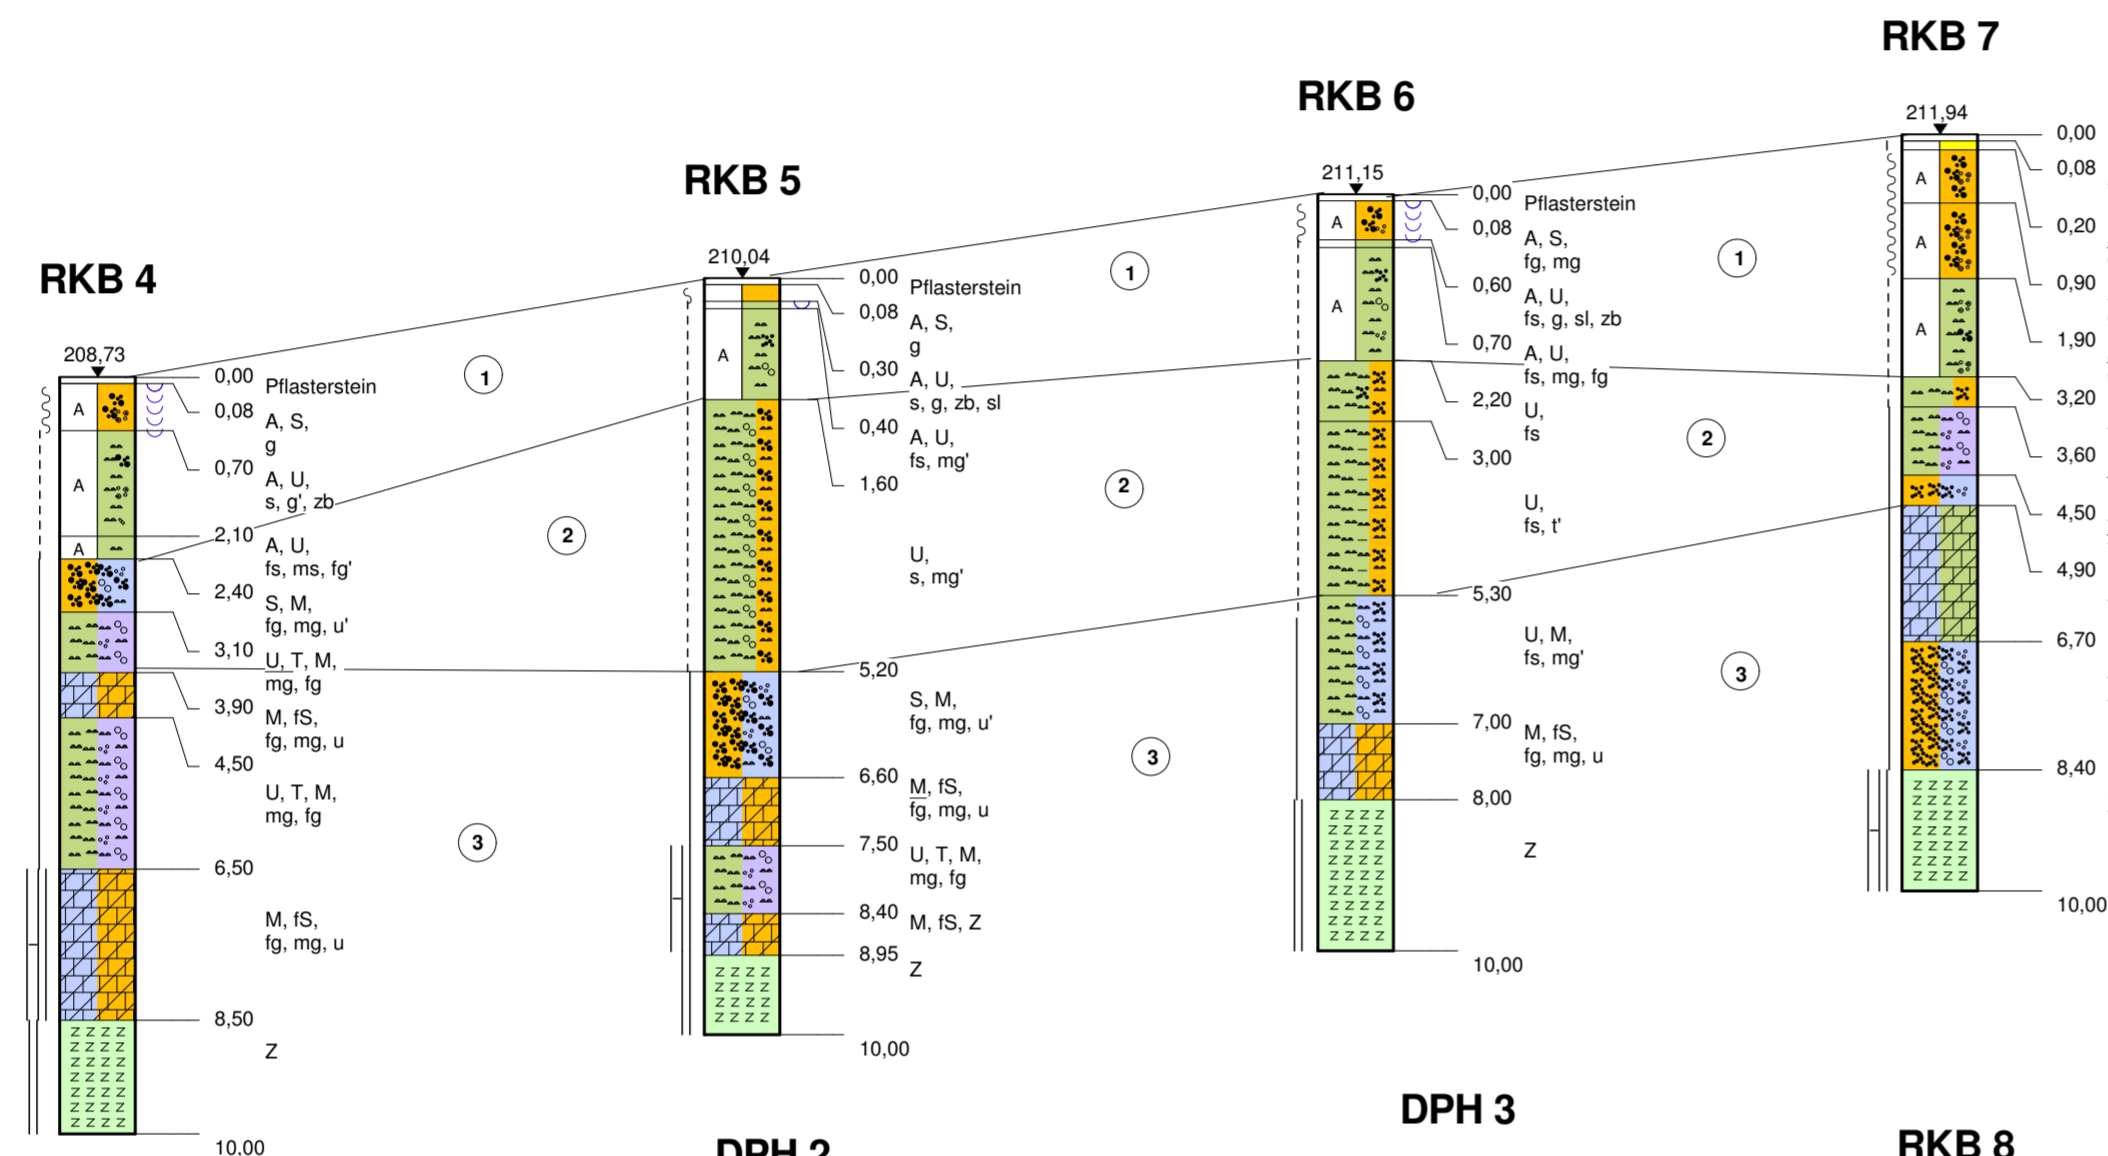 RKB 4
208,73
0,00
Pflasterstein
0,08
A, S,
g
0,70
A, U,
s, g', zb
2,10
A, U,
fs, ms, fg'
2,40
S, M,
fg, mg, u'
3,10
U, T, M,
mg, fg
3,90
M, fS,
fg, mg, u
4,50
U, T, M,
mg, fg
6,50
M, fS,
fg, mg, u
8,50
Z
10,00
A
A
A
Z Z Z Z
Z Z Z Z
Z Z Z Z
Z Z Z Z
Z Z Z Z
Z Z Z Z
Z Z Z Z
1
2
3
RKB 5
210,04
0,00
Pflasterstein
0,08
A, S,
g
0,30
A, U,
s, g, zb, sl
0,40
A, U,
fs, mg'
1,60
U,
s, mg'
5,20
S, M,
fg, mg, u'
6,60
M, fS,
fg, mg, u
7,50
U, T, M,
mg, fg
8,40
M, fS, Z
8,95
Z
10,00
A
Z Z Z Z
Z Z Z Z
Z Z Z Z
Z Z Z Z
1
2
3
RKB 6
211,15
0,00
Pflasterstein
0,08
A, S,
fg, mg
0,60
A, U,
fs, g, sl, zb
0,70
A, U,
fs, mg, fg
2,20
U,
fs
3,00
U,
fs, t'
5,30
U, M,
fs, mg'
7,00
M, fS,
fg, mg, u
8,00
Z
10,00
A
A
Z Z Z Z
Z Z Z Z
Z Z Z Z
Z Z Z Z
Z Z Z Z
Z Z Z Z
Z Z Z Z
Z Z Z Z
Z Z Z Z
1
2
3
RKB 7
211,94
0,00
0,08
0,20
0,90
1,90
3,20
3,60
4,50
4,90
6,70
8,40
10,00
A
A
A
Z Z Z Z
Z Z Z Z
Z Z Z Z
Z Z Z Z
Z Z Z Z
Z Z Z Z
Z Z Z Z
DPH 2
DPH 3
RKB 8